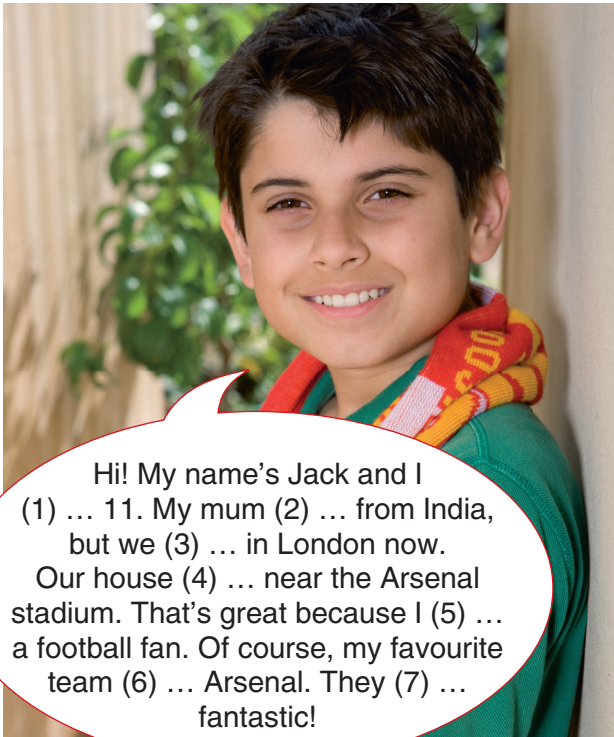 Hi! My name's Jack and I
(1) … 11. My mum (2) … from India,
but we (3) … in London now.
Our house (4) … near the Arsenal
stadium. That's great because I (5) …
a football fan. Of course, my favourite
team (6) … Arsenal. They (7) …
fantastic!